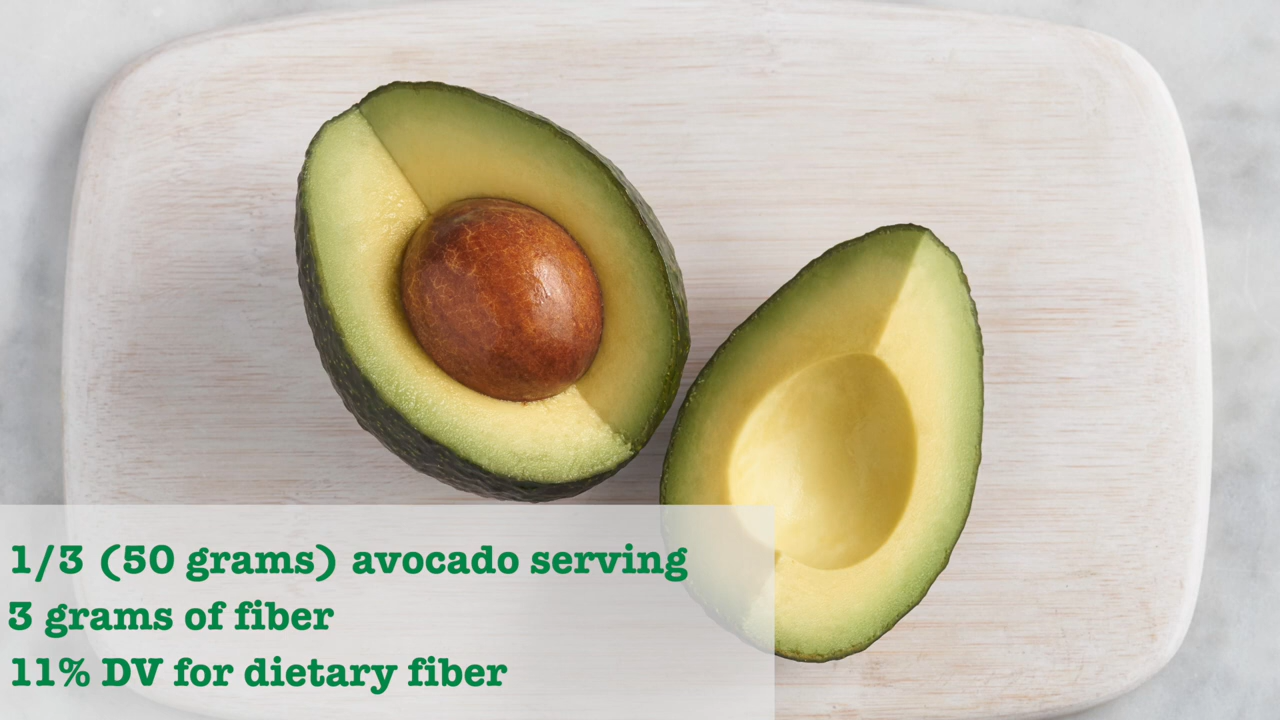 1/3 (50 grams) avocado serving
3 grams of fiber
11% DV for dietary fiber